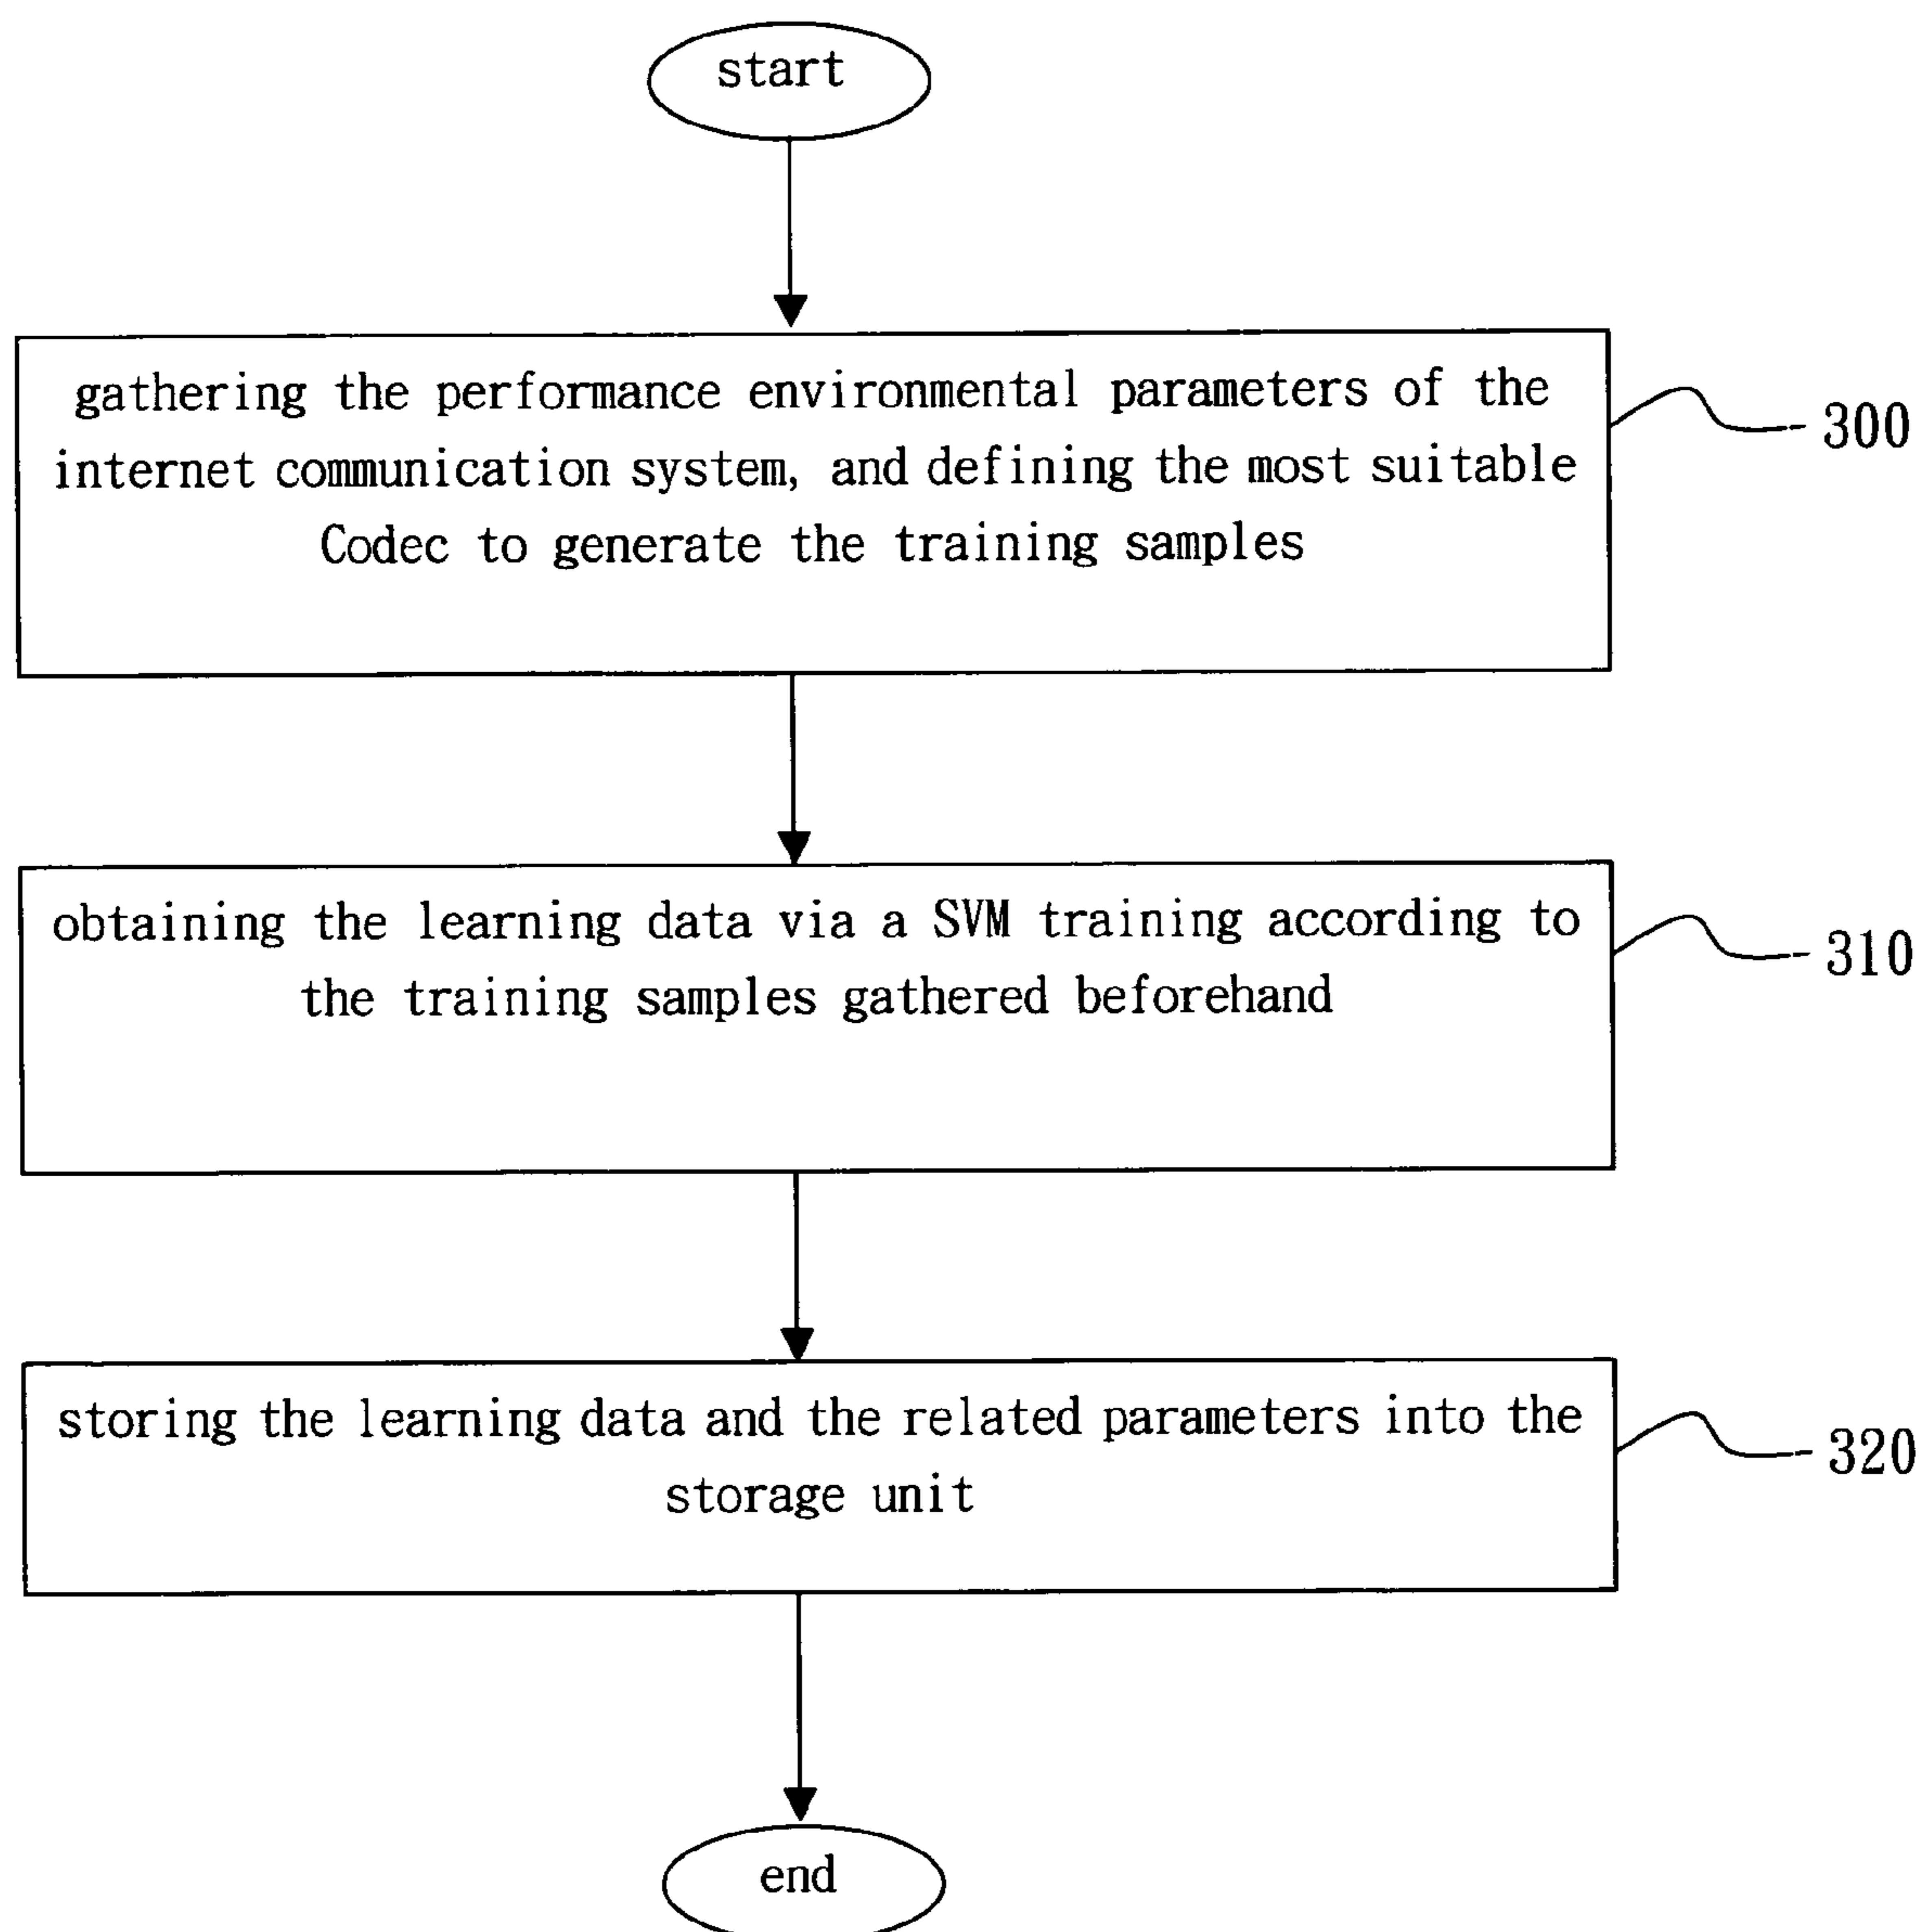 start
gathering the performance environmental parameters of the
internet communication system, and defining the most suitable
Codec to generate the training samples
300
obtaining the learning data via a SVM training according to
the training samples gathered beforehand
310
storing the learning data and the related parameters into the
storage unit
320
end